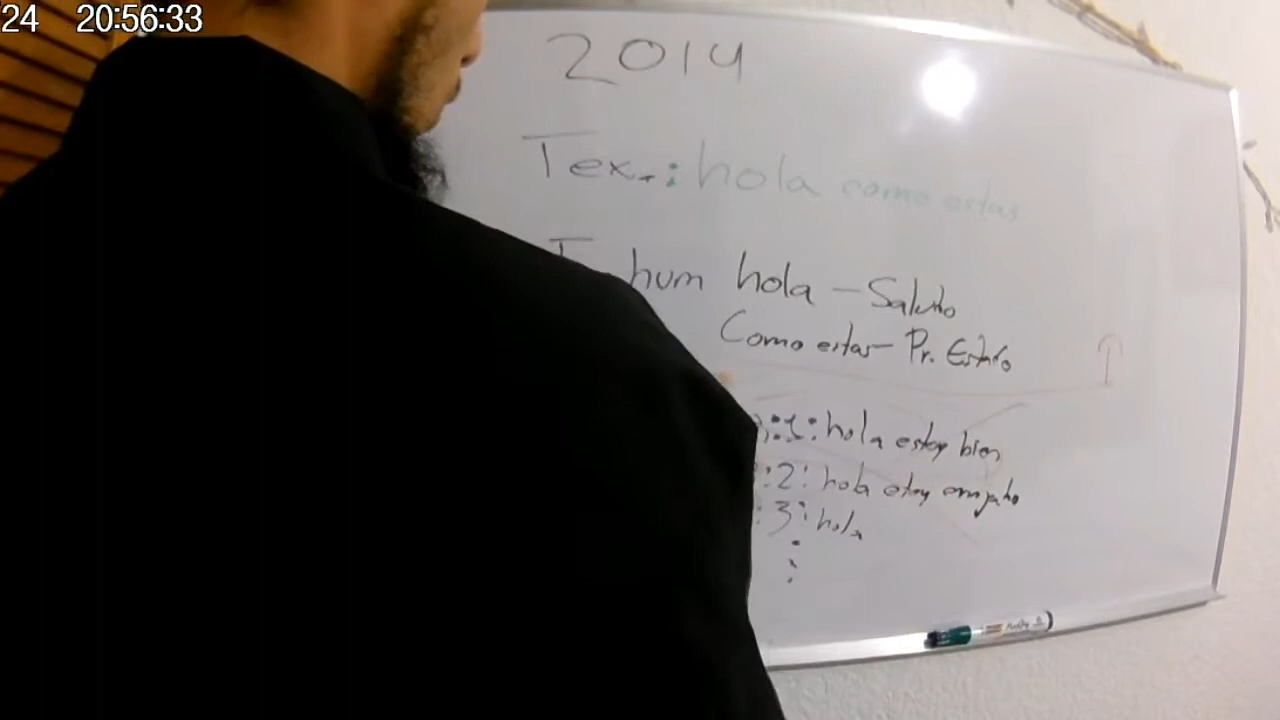 24 20:56:33
2014
Tex.: hola como estas
hum hola - Saludo
Como estas - Pr. Estado
:1: hola estoy bien
:2: hola estoy enojado
:3: hola